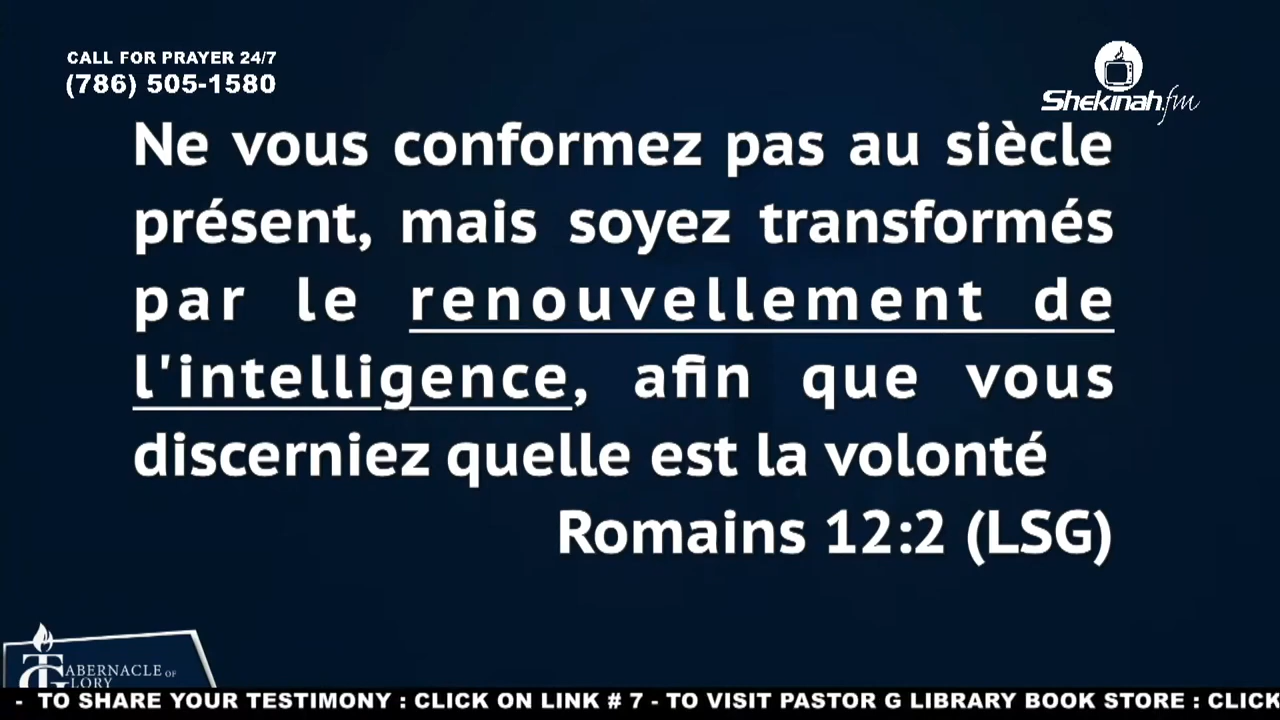 CALL FOR PRAYER 24/7
(786) 505-1580
Shekinah.fm
Ne vous conformez pas au siècle
présent, mais soyez transformés
par le renouvellement de
l'intelligence, afin que vous
discerniez quelle est la volonté
Romains 12:2 (LSG)
TABERNACLE OF
GLORY
- TO SHARE YOUR TESTIMONY : CLICK ON LINK # 7 - TO VISIT PASTOR G LIBRARY BOOK STORE : CLICK